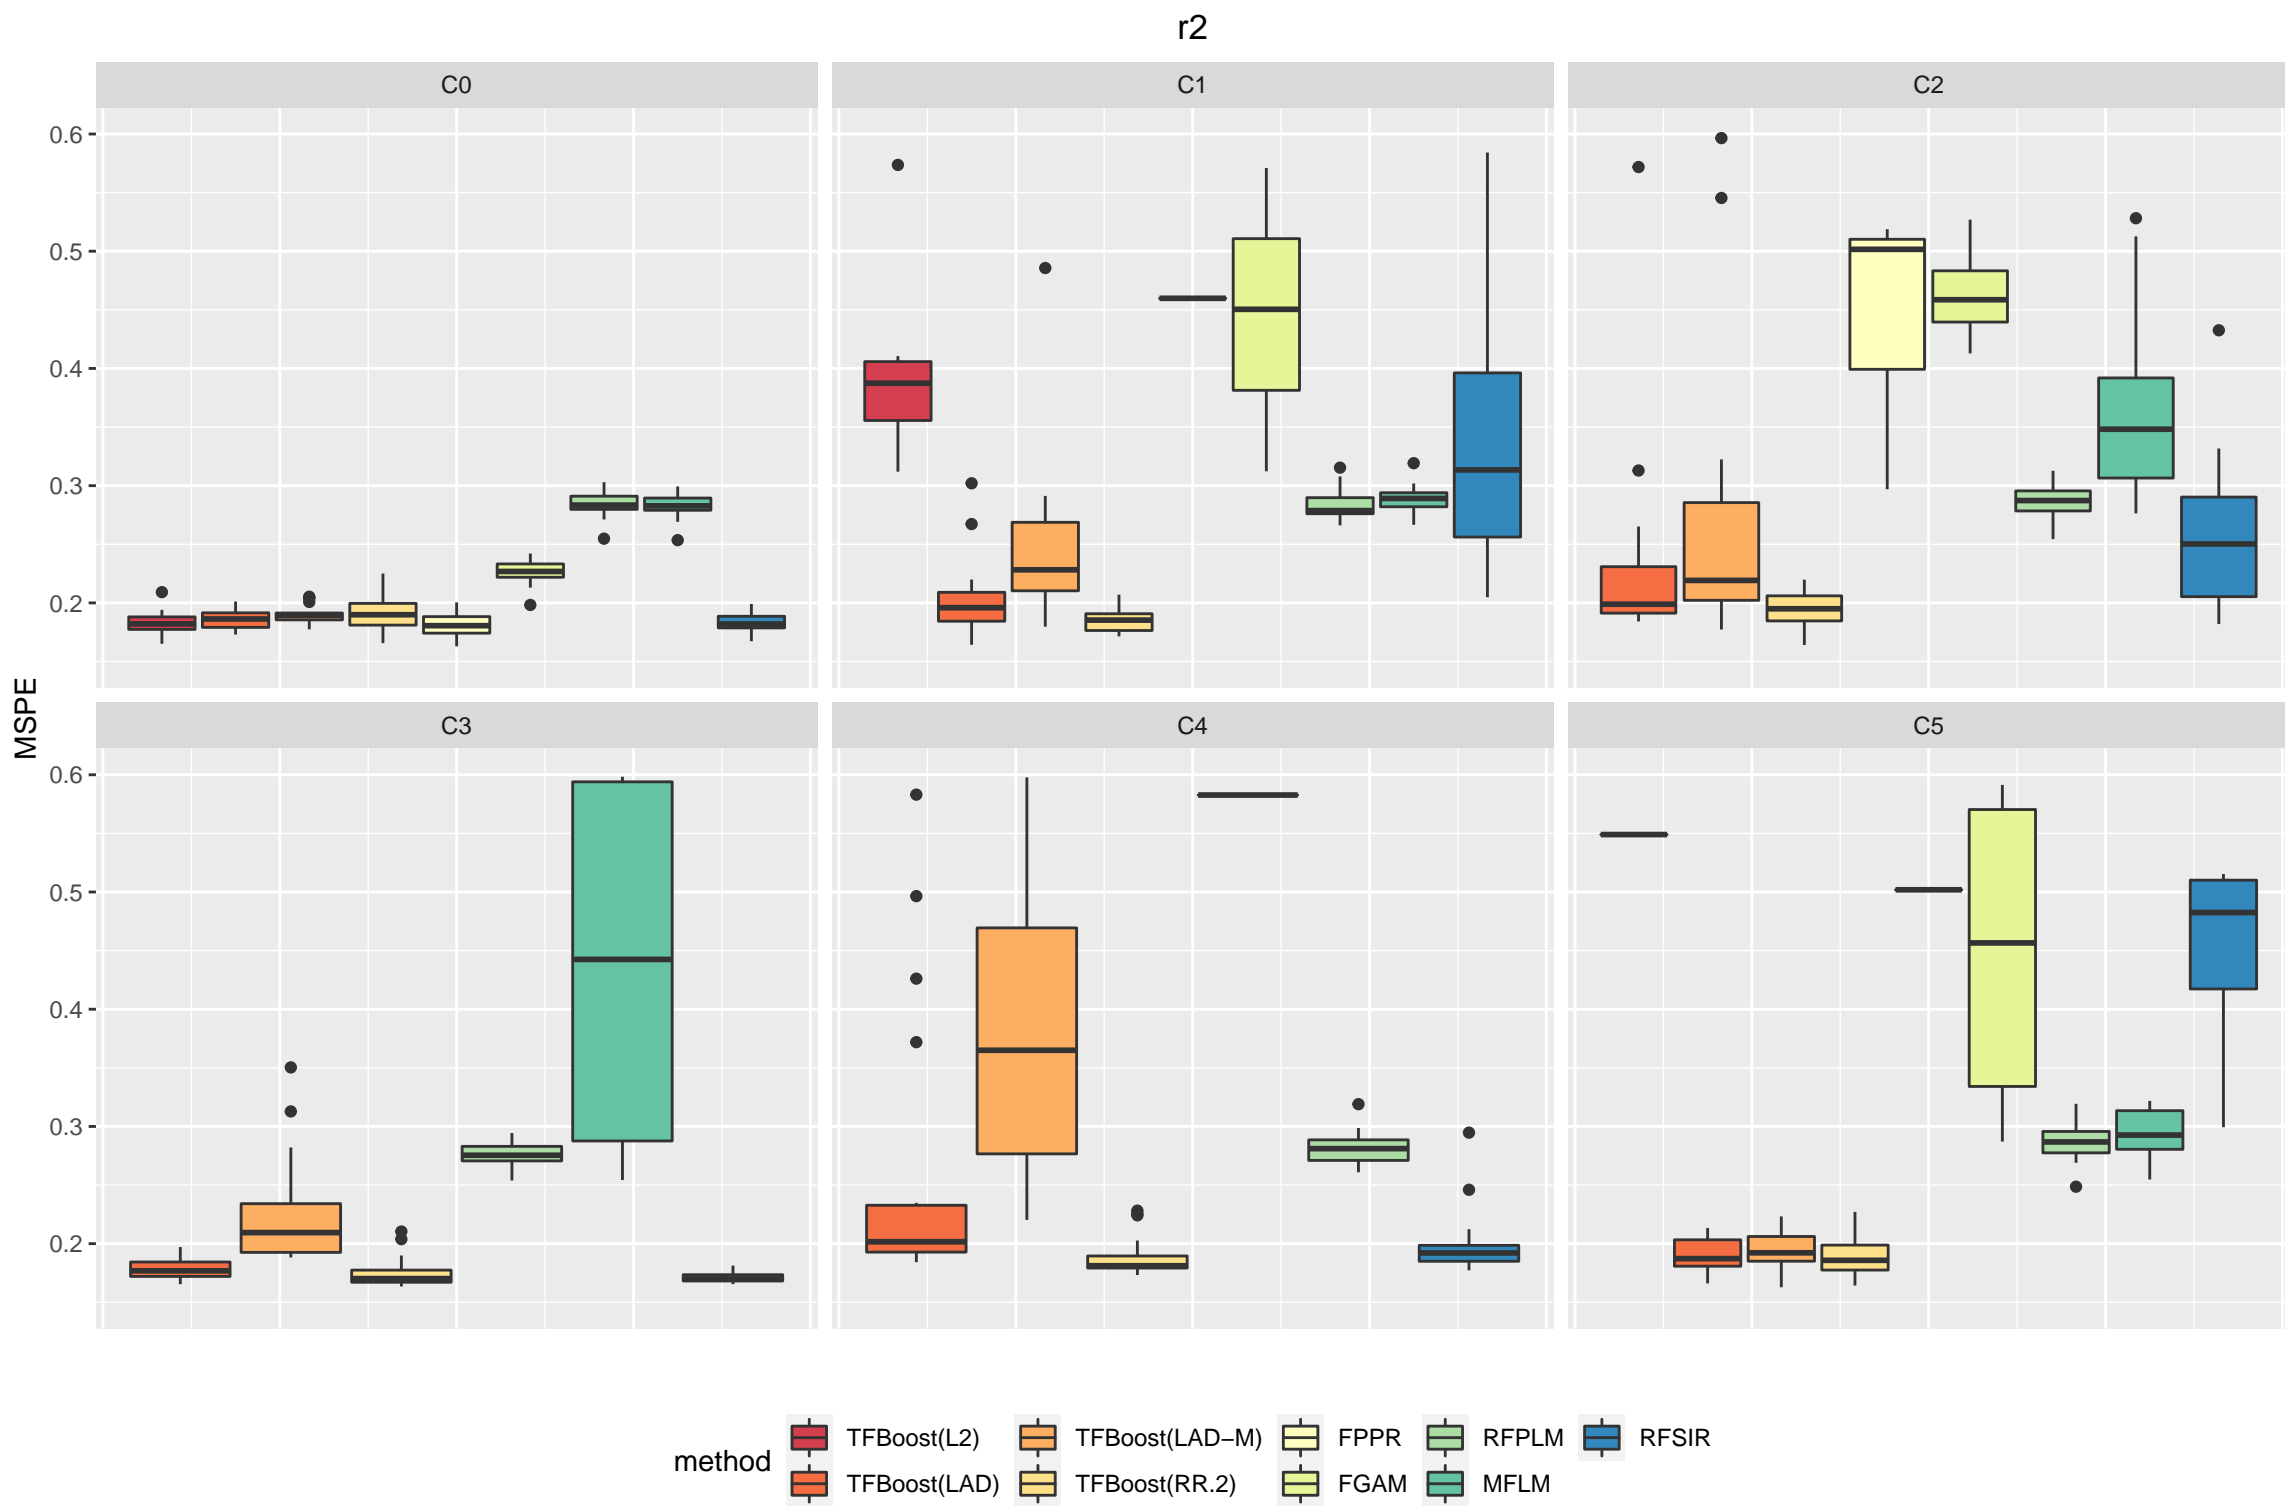 r2
C0
C1
C2
0.6
0.5
0.4
0.3
0.2
MSPE
C3
C4
C5
0.6
0.5
0.4
0.3
0.2
method
TFBoost(L2)
TFBoost(LAD−M)
FPPR
RFPLM
RFSIR
TFBoost(LAD)
TFBoost(RR.2)
FGAM
MFLM